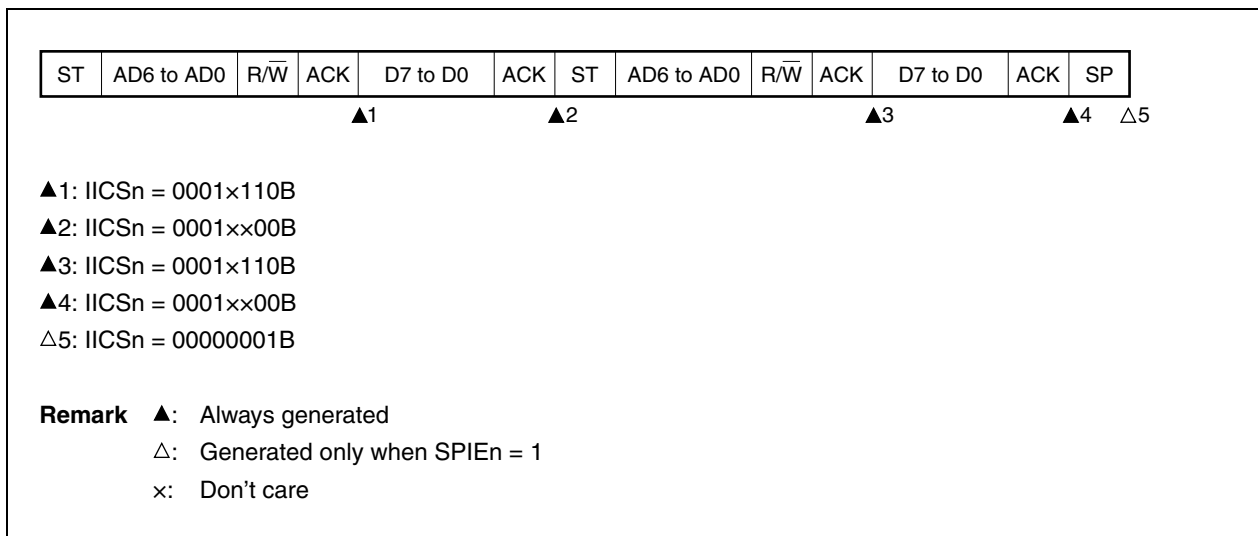 ST AD6 to AD0 R/W̅ ACK D7 to D0 ACK ST AD6 to AD0 R/W̅ ACK D7 to D0 ACK SP
▲1 ▲2 ▲3 ▲4 △5
▲1: IICSn = 0001×110B
▲2: IICSn = 0001××00B
▲3: IICSn = 0001×110B
▲4: IICSn = 0001××00B
△5: IICSn = 00000001B
Remark ▲: Always generated
△: Generated only when SPIEn = 1
×: Don't care